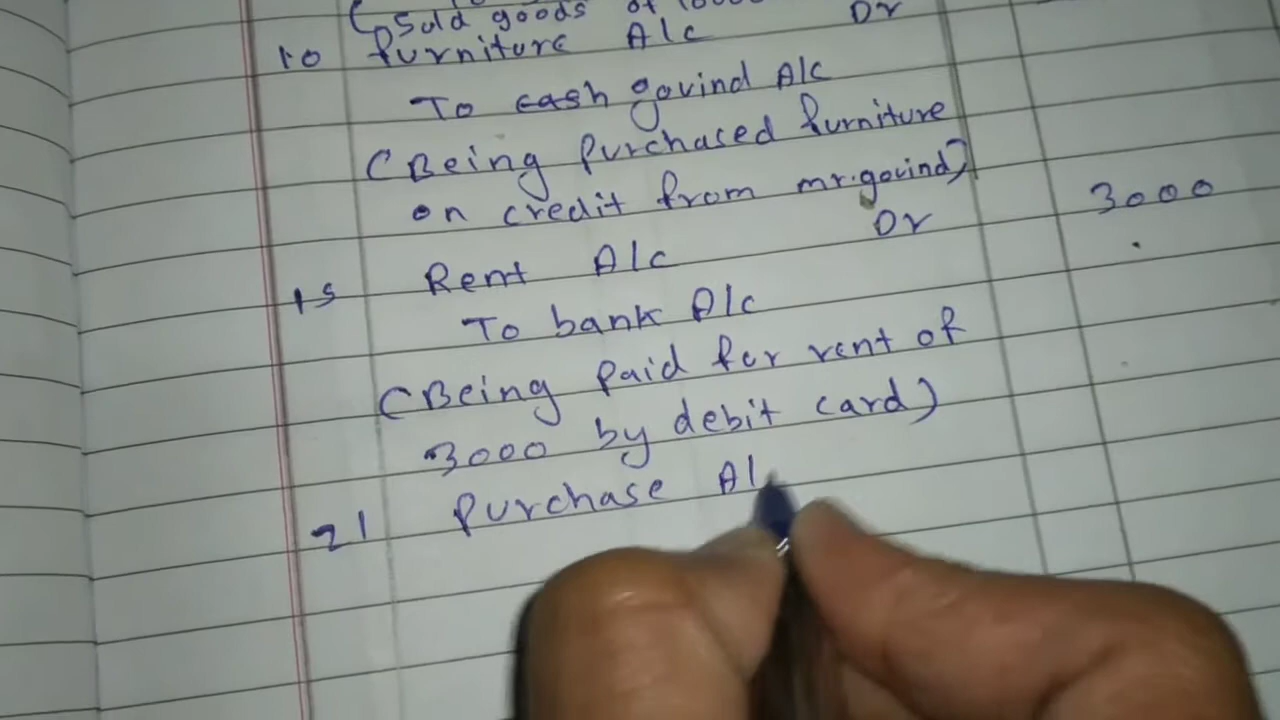 (Sold goods of
Dr
10 furniture A/c
To cash govind A/c
(Being purchased furniture
on credit from mr.govind)
3000
15 Rent A/c Dr
To bank A/c
(Being paid for rent of
3000 by debit card)
21 purchase A/